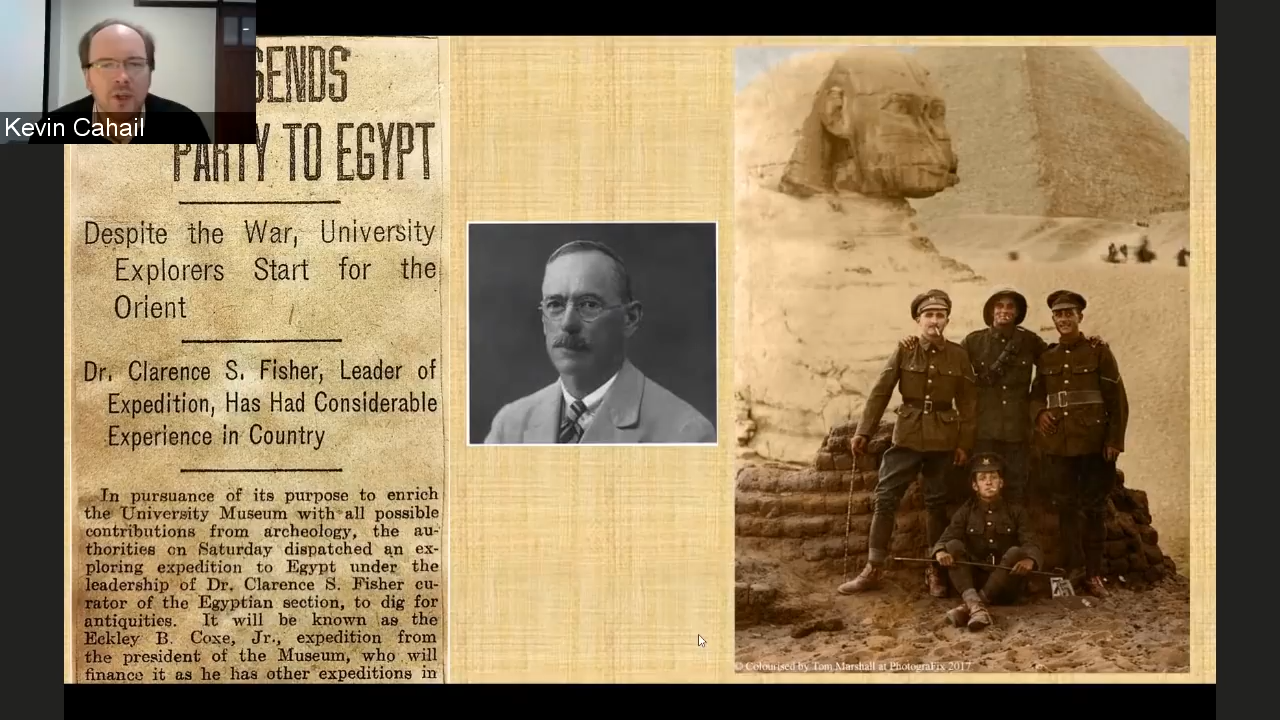 Kevin Cahail
SENDS
PARTY TO EGYPT
Despite the War, University
Explorers Start for the
Orient
Dr. Clarence S. Fisher, Leader of
Expedition, Has Had Considerable
Experience in Country
In pursuance of its purpose to enrich
the University Museum with all possible
contributions from archeology, the au-
thorities on Saturday dispatched an ex-
ploring expedition to Egypt under the
leadership of Dr. Clarence S. Fisher cu-
rator of the Egyptian section, to dig for
antiquities. It will be known as the
Eckley B. Coxe, Jr., expedition from
the president of the Museum, who will
finance it as he has other expeditions in
© Colourised by Tom Marshall at PhotograFix 2017